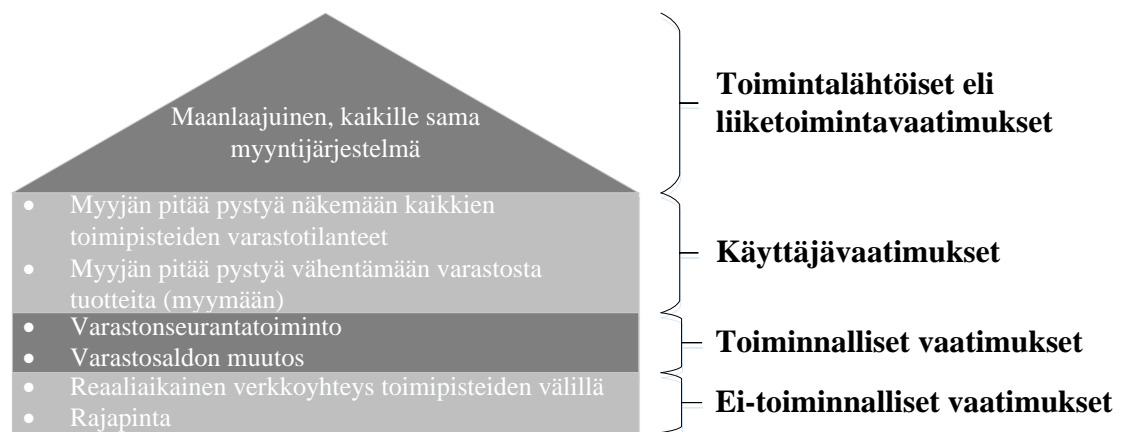 Maanlaajuinen, kaikille sama
myyntijärjestelmä
Toimintalähtöiset eli
liiketoimintavaatimukset
• Myyjän pitää pystyä näkemään kaikkien
toimipisteiden varastotilanteet
• Myyjän pitää pystyä vähentämään varastosta
tuotteita (myymään)
Käyttäjävaatimukset
• Varastonseurantatoiminto
• Varastosaldon muutos
Toiminnalliset vaatimukset
• Reaaliaikainen verkkoyhteys toimipisteiden välillä
• Rajapinta
Ei-toiminnalliset vaatimukset